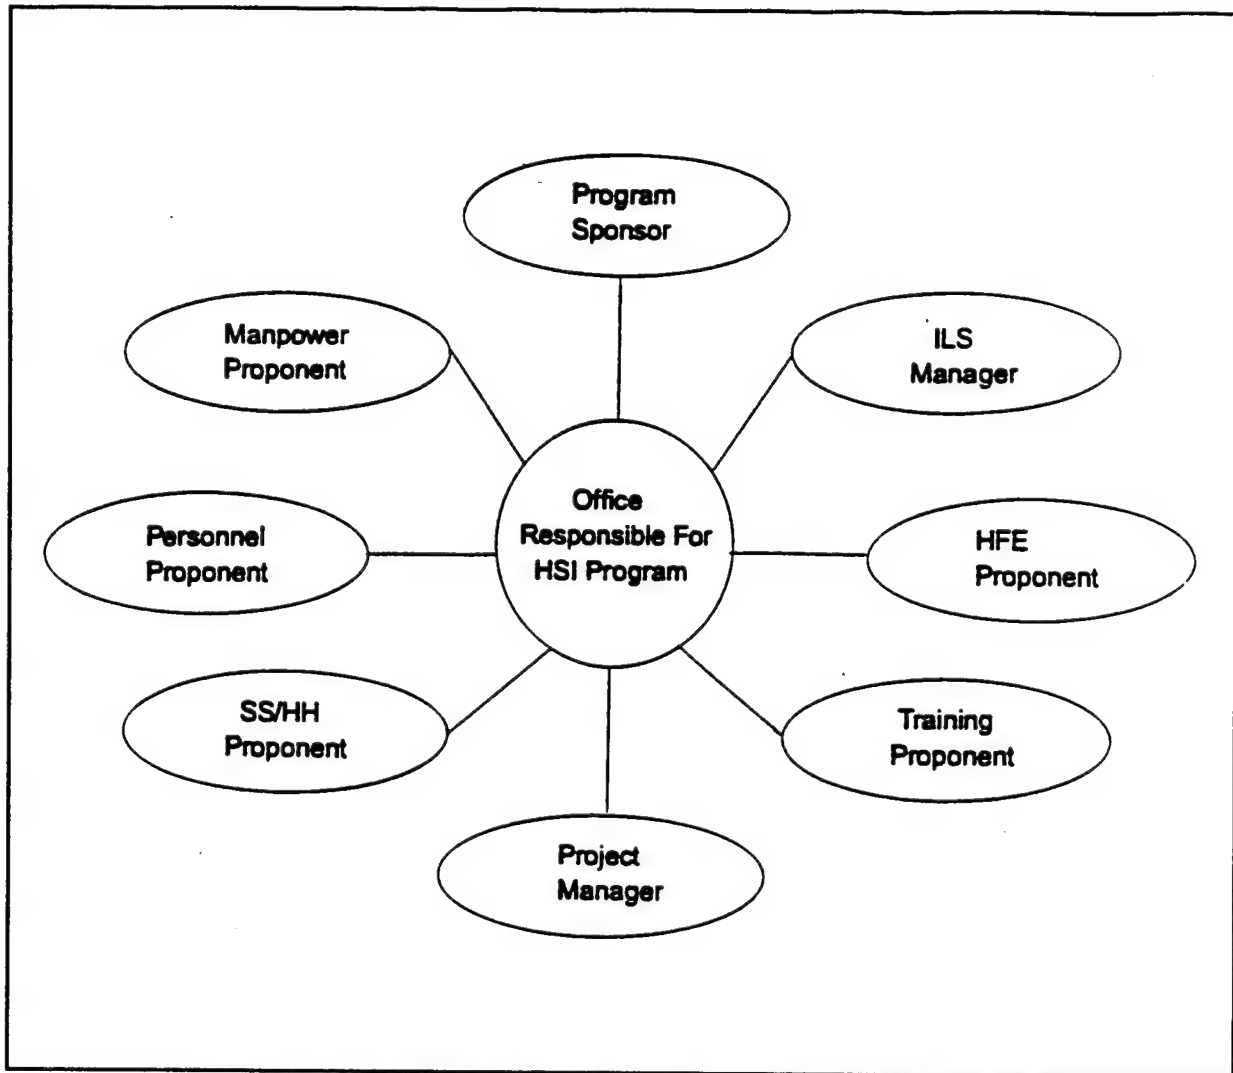 Program
Sponsor
Manpower
Proponent
ILS
Manager
Office
Responsible For
HSI Program
Personnel
Proponent
HFE
Proponent
SS/HH
Proponent
Training
Proponent
Project
Manager